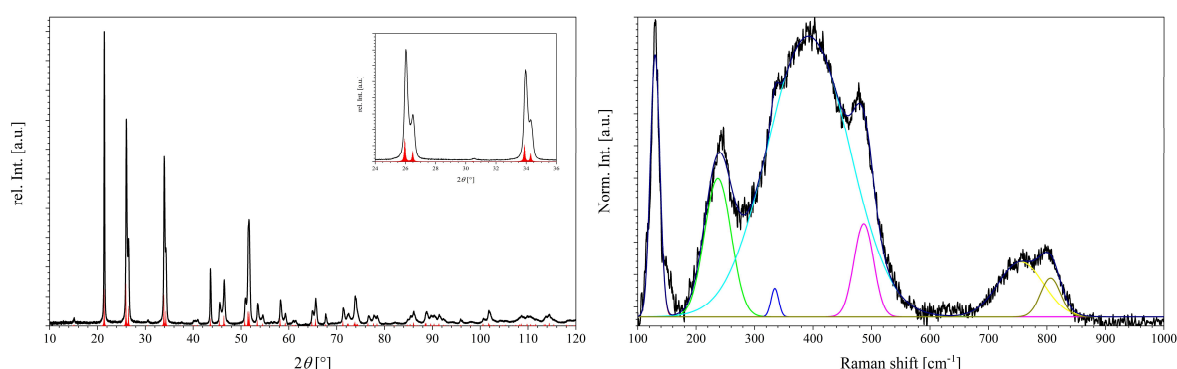 rel. Int. [a.u.]
10 20 30 40 50 60 70 80 90 100 110 120
2θ [°]
rel. Int. [a.u.]
24 26 28 30 32 34 36
2θ [°]
Norm. Int. [a.u.]
100 200 300 400 500 600 700 800 900 1000
Raman shift [cm⁻¹]